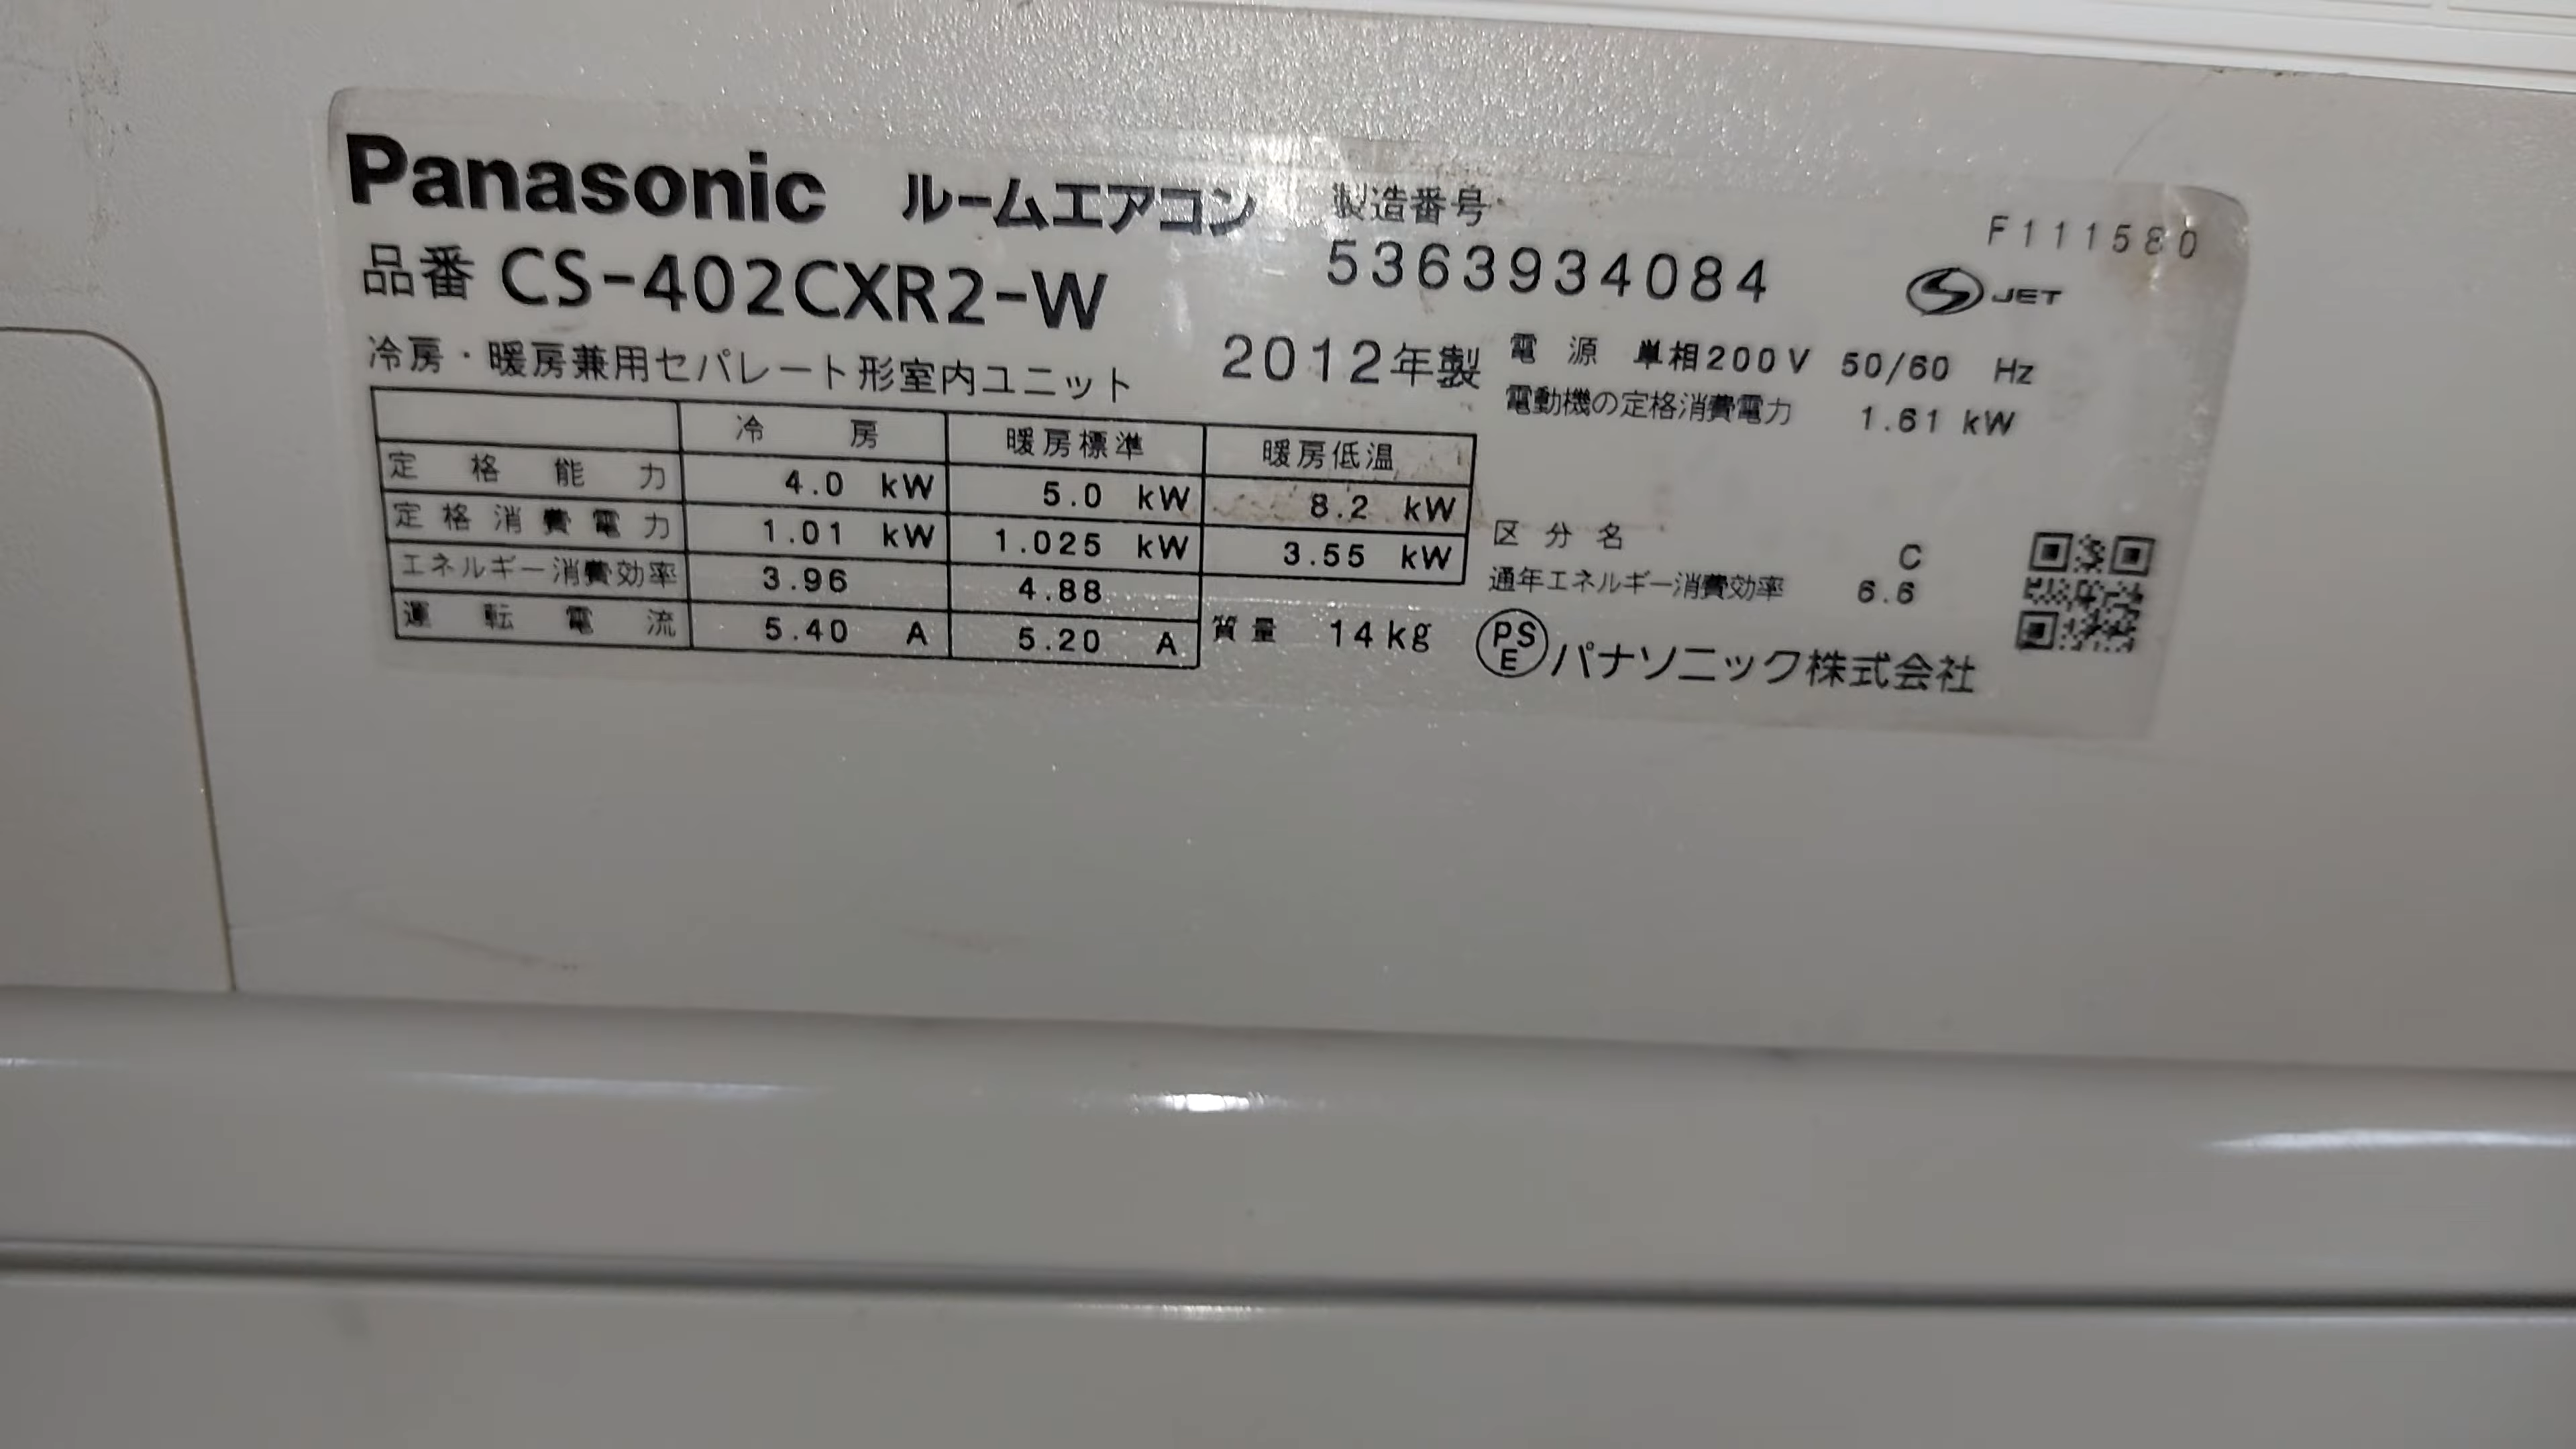 Panasonic ルームエアコン 製造番号
F111580
品番 CS-402CXR2-W 5363934084
JET
冷房・暖房兼用セパレート形室内ユニット 2012年製
電源 単相200V 50/60 Hz
電動機の定格消費電力 1.61 kW
冷房 暖房標準 暖房低温
定格能力 4.0 kW 5.0 kW 8.2 kW
定格消費電力 1.01 kW 1.025 kW 3.55 kW
エネルギー消費効率 3.96 4.88
運転電流 5.40 A 5.20 A
質量 14kg
区分名 C
通年エネルギー消費効率 6.6
PSE パナソニック株式会社